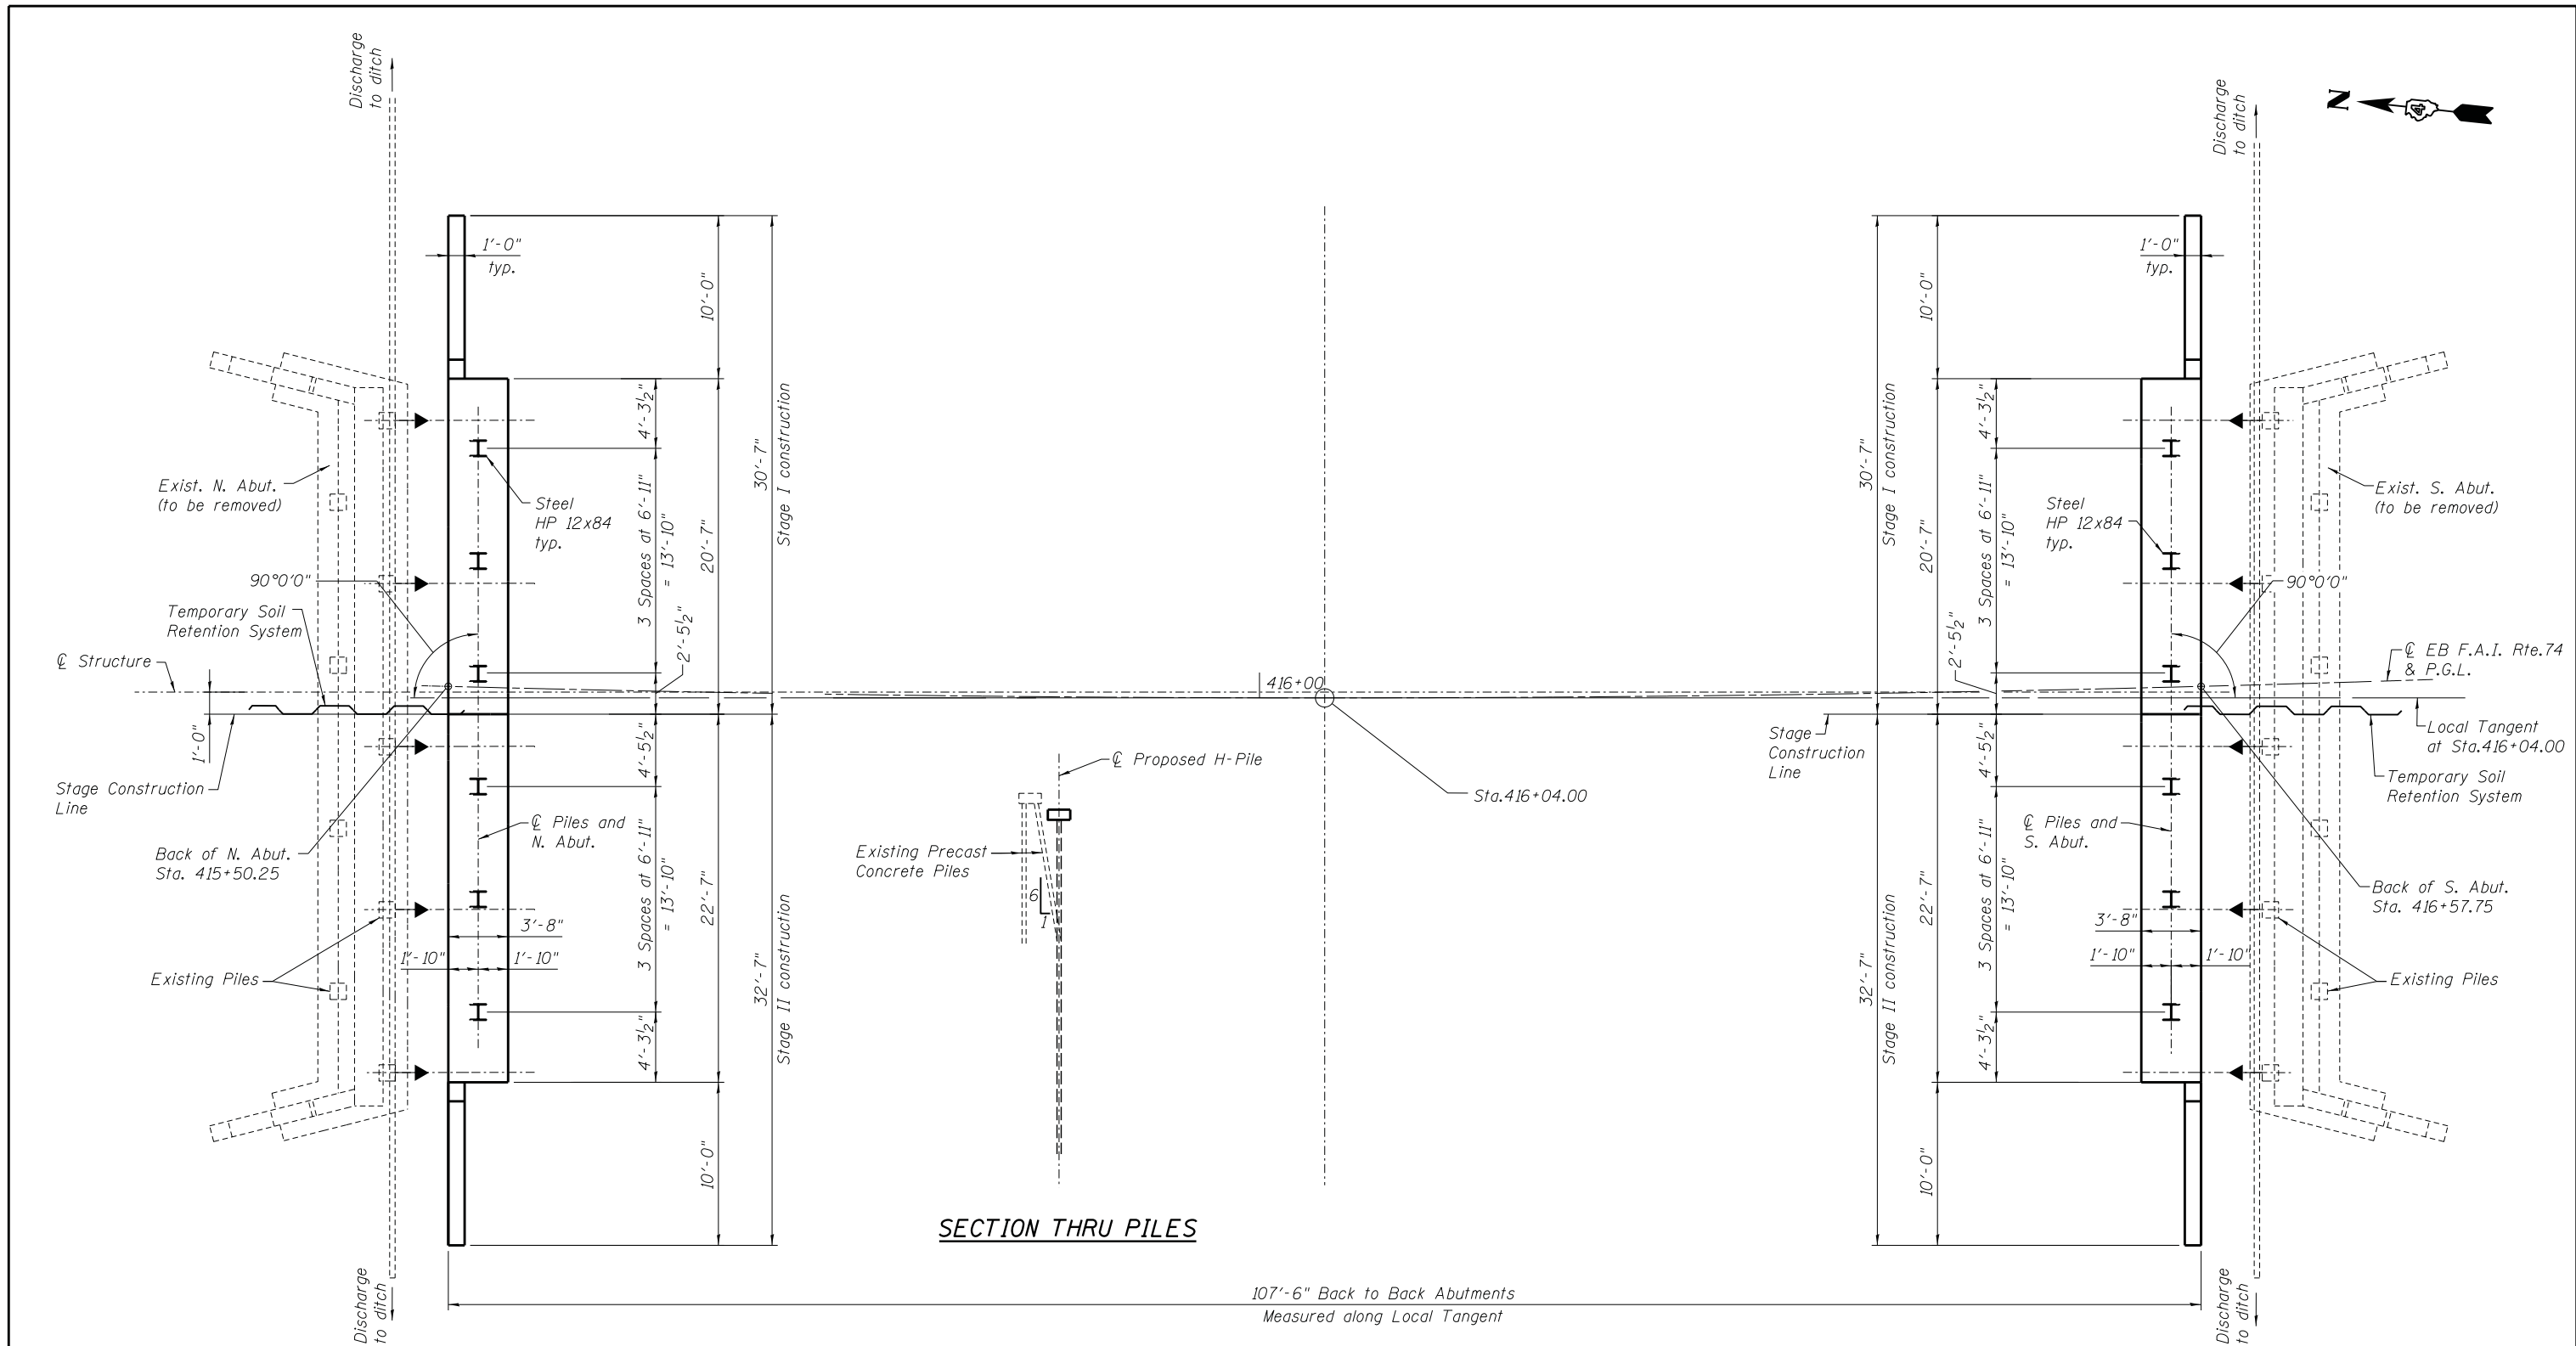 Discharge
to ditch
Discharge
to ditch
N
1'-0"
typ.
10'-0"
30'-7"
Stage I construction
4'-3½"
20'-7"
3 Spaces at 6'-11"
= 13'-10"
2'-5½"
Exist. N. Abut.
(to be removed)
Steel
HP 12x84
typ.
90°0'0"
Temporary Soil
Retention System
℄ Structure
1'-0"
Stage Construction
Line
Back of N. Abut.
Sta. 415+50.25
Existing Piles
℄ Piles and
N. Abut.
3'-8"
1'-10"
1'-10"
4'-5½"
3 Spaces at 6'-11"
= 13'-10"
4'-3½"
22'-7"
32'-7"
Stage II construction
10'-0"
Discharge
to ditch
416+00
Sta.416+04.00
℄ Proposed H-Pile
Existing Precast
Concrete Piles
6
1
SECTION THRU PILES
107'-6" Back to Back Abutments
Measured along Local Tangent
1'-0"
typ.
10'-0"
30'-7"
Stage I construction
20'-7"
4'-3½"
3 Spaces at 6'-11"
= 13'-10"
2'-5½"
Steel
HP 12x84
typ.
Exist. S. Abut.
(to be removed)
90°0'0"
℄ EB F.A.I. Rte.74
& P.G.L.
Local Tangent
at Sta.416+04.00
Temporary Soil
Retention System
Stage
Construction
Line
℄ Piles and
S. Abut.
Back of S. Abut.
Sta. 416+57.75
Existing Piles
3'-8"
1'-10"
1'-10"
4'-5½"
3 Spaces at 6'-11"
= 13'-10"
4'-3½"
22'-7"
32'-7"
Stage II construction
10'-0"
Discharge
to ditch